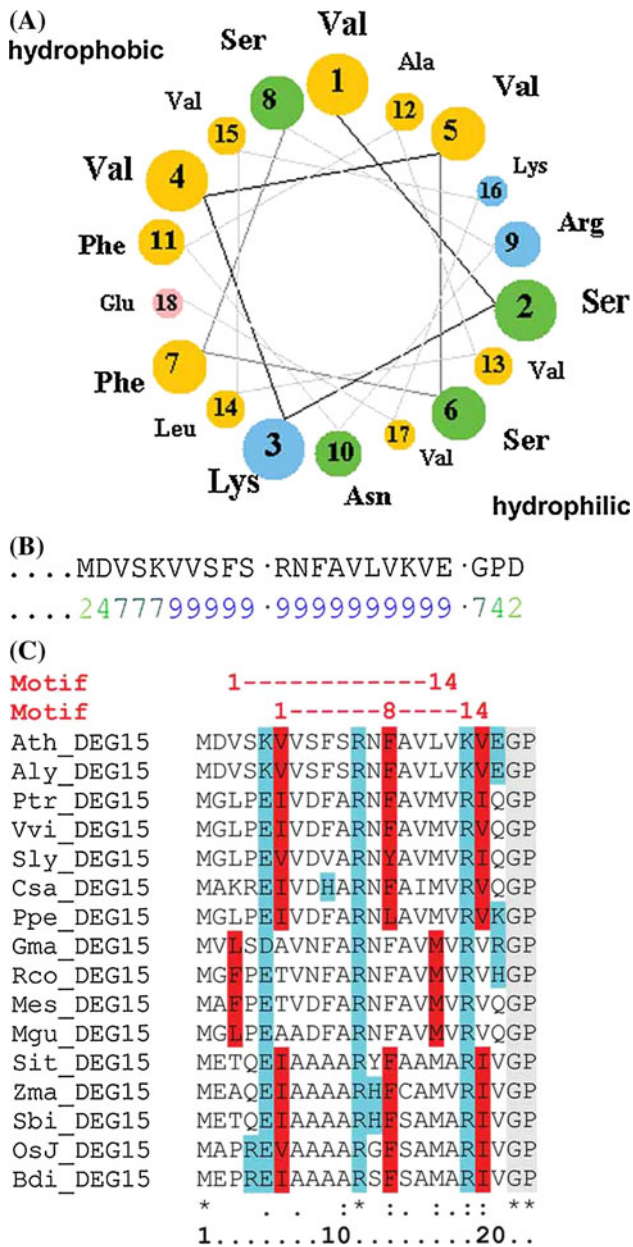 (A)
hydrophobic
Ser Val
Ala
Val 8 1 12 Val
15 5
Val 4 16 Lys
Phe 11 9 Arg
Glu 18 2 Ser
Phe 7 13 Val
Leu 14 3 10 17 6 Ser
Lys Asn Val
hydrophilic
(B)
....MDVSKVVSFS·RNFAVLVKVE·GPD
....2477799999·9999999999·742
(C)
Motif 1------------14
Motif 1------8----14
Ath_DEG15 MDVSKVVSFSRNFAVLVKVEGP
Aly_DEG15 MDVSKVVSFSRNFAVLVKVEGP
Ptr_DEG15 MGLPEIVDFARNFAVMVRIQGP
Vvi_DEG15 MGLPEIVDFARNFAVMVRVQGP
Sly_DEG15 MGLPEVVDVARNYAVMVRIQGP
Csa_DEG15 MAKREIVDHARNFAIMVRVQGP
Ppe_DEG15 MGLPEIVDFARNLAVMVRVKGP
Gma_DEG15 MVLSDAVNFARNFAVMVRVRGP
Rco_DEG15 MGFPETVNFARNFAVMVRVHGP
Mes_DEG15 MAFPETVDFARNFAVMVRVQGP
Mgu_DEG15 MGLPEAADFARNFAVMVRVQGP
Sit_DEG15 METQEIAAAARYFAAMARIVGP
Zma_DEG15 MEAQEIAAAARHFCAMVRIVGP
Sbi_DEG15 METQEIAAAARHFSAMARIVGP
OsJ_DEG15 MAPREVAAAARGFSAMARIVGP
Bdi_DEG15 MEPREIAAAARSFSAMARIVGP
* . . :* :. :.:: **
1........10........20..